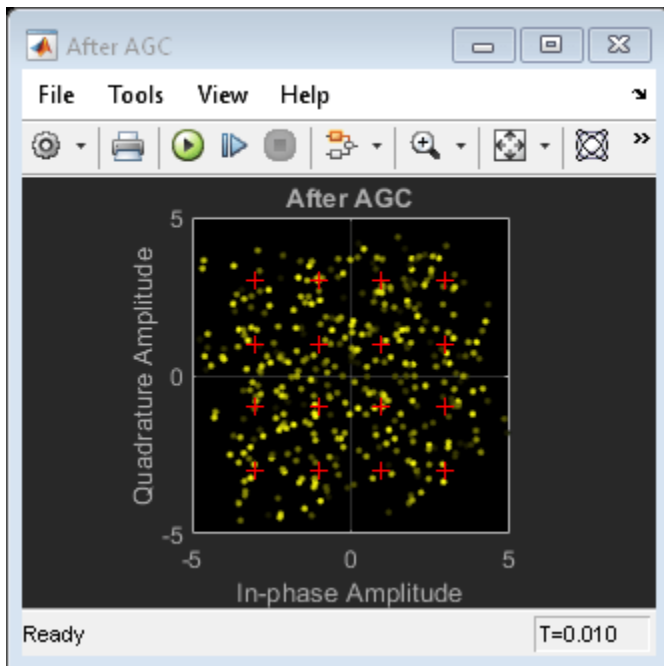 After AGC
File Tools View Help
After AGC
5
0
-5
Quadrature Amplitude
-5 0 5
In-phase Amplitude
Ready T=0.010